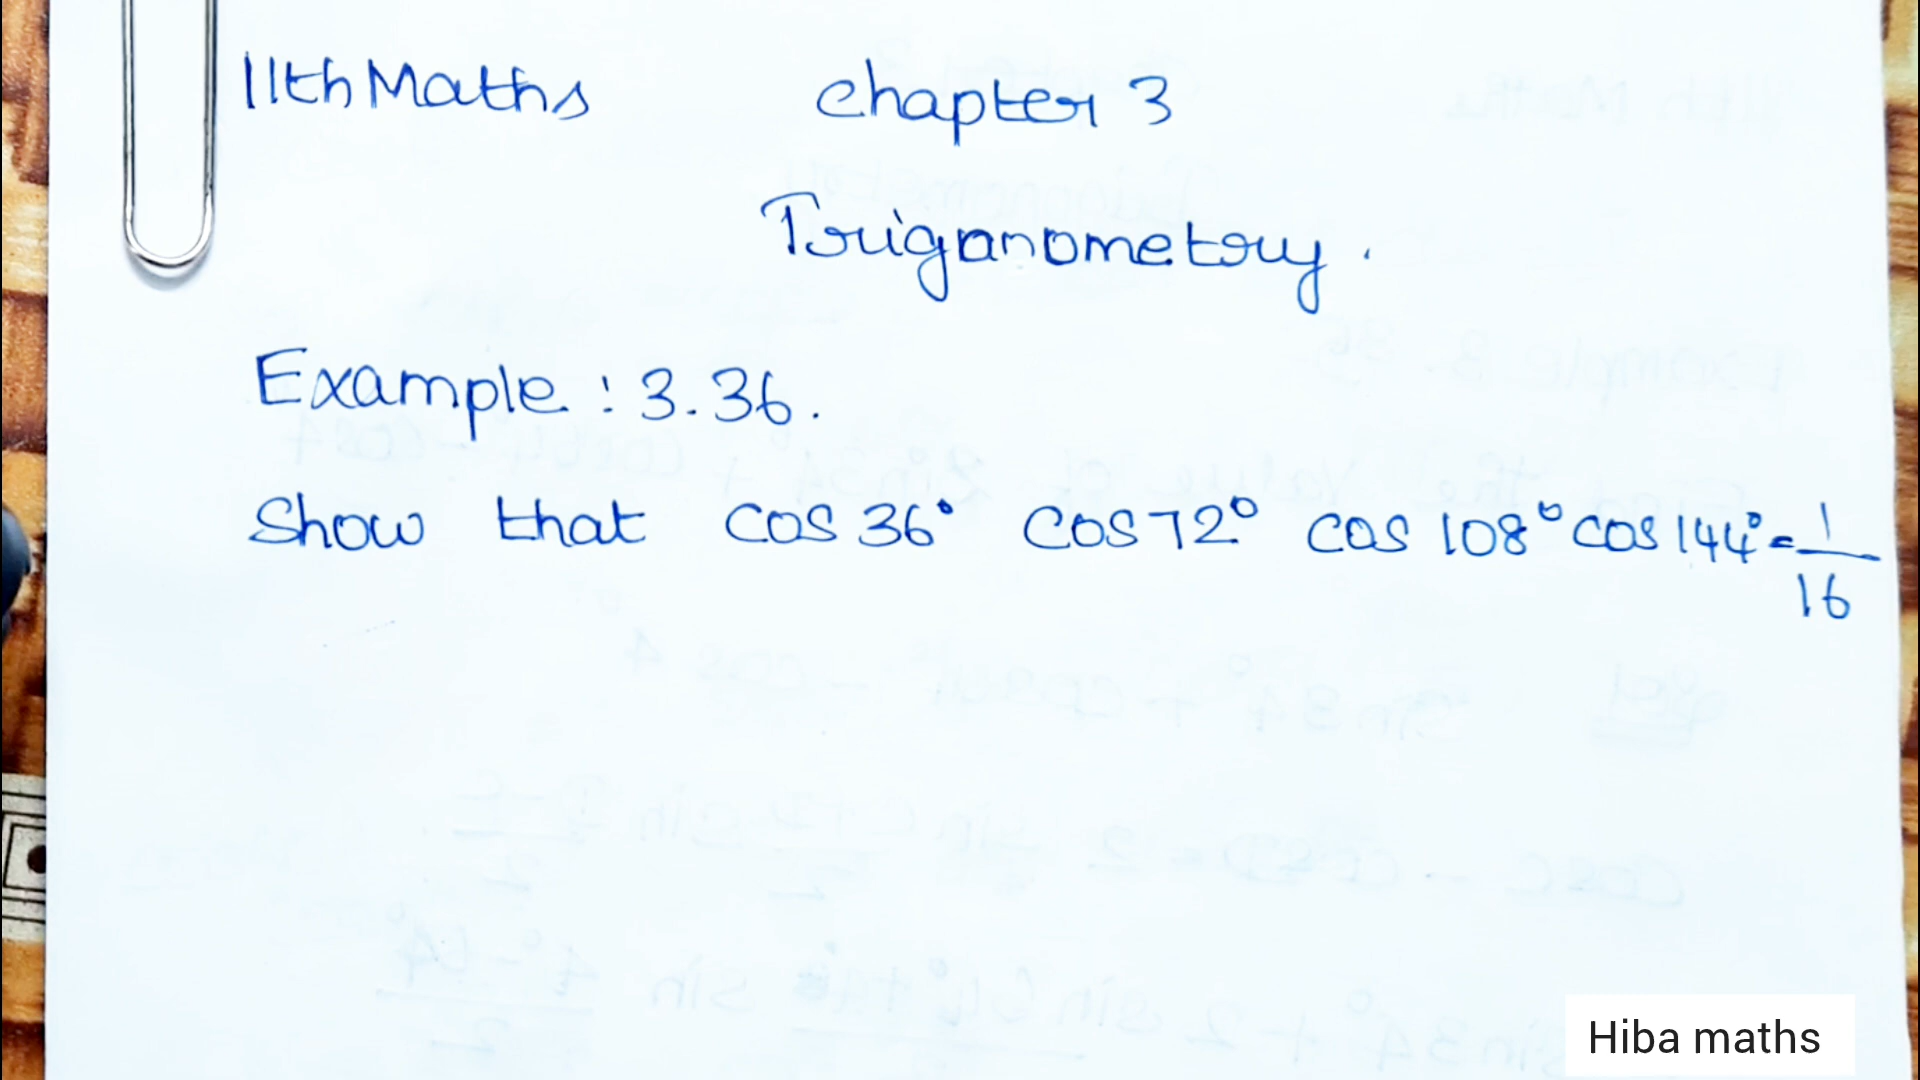 11th Maths chapter 3
Triganometry.
Example : 3.36.
Show that cos 36° cos 72° cos 108° cos 144° = 1/16
Hiba maths